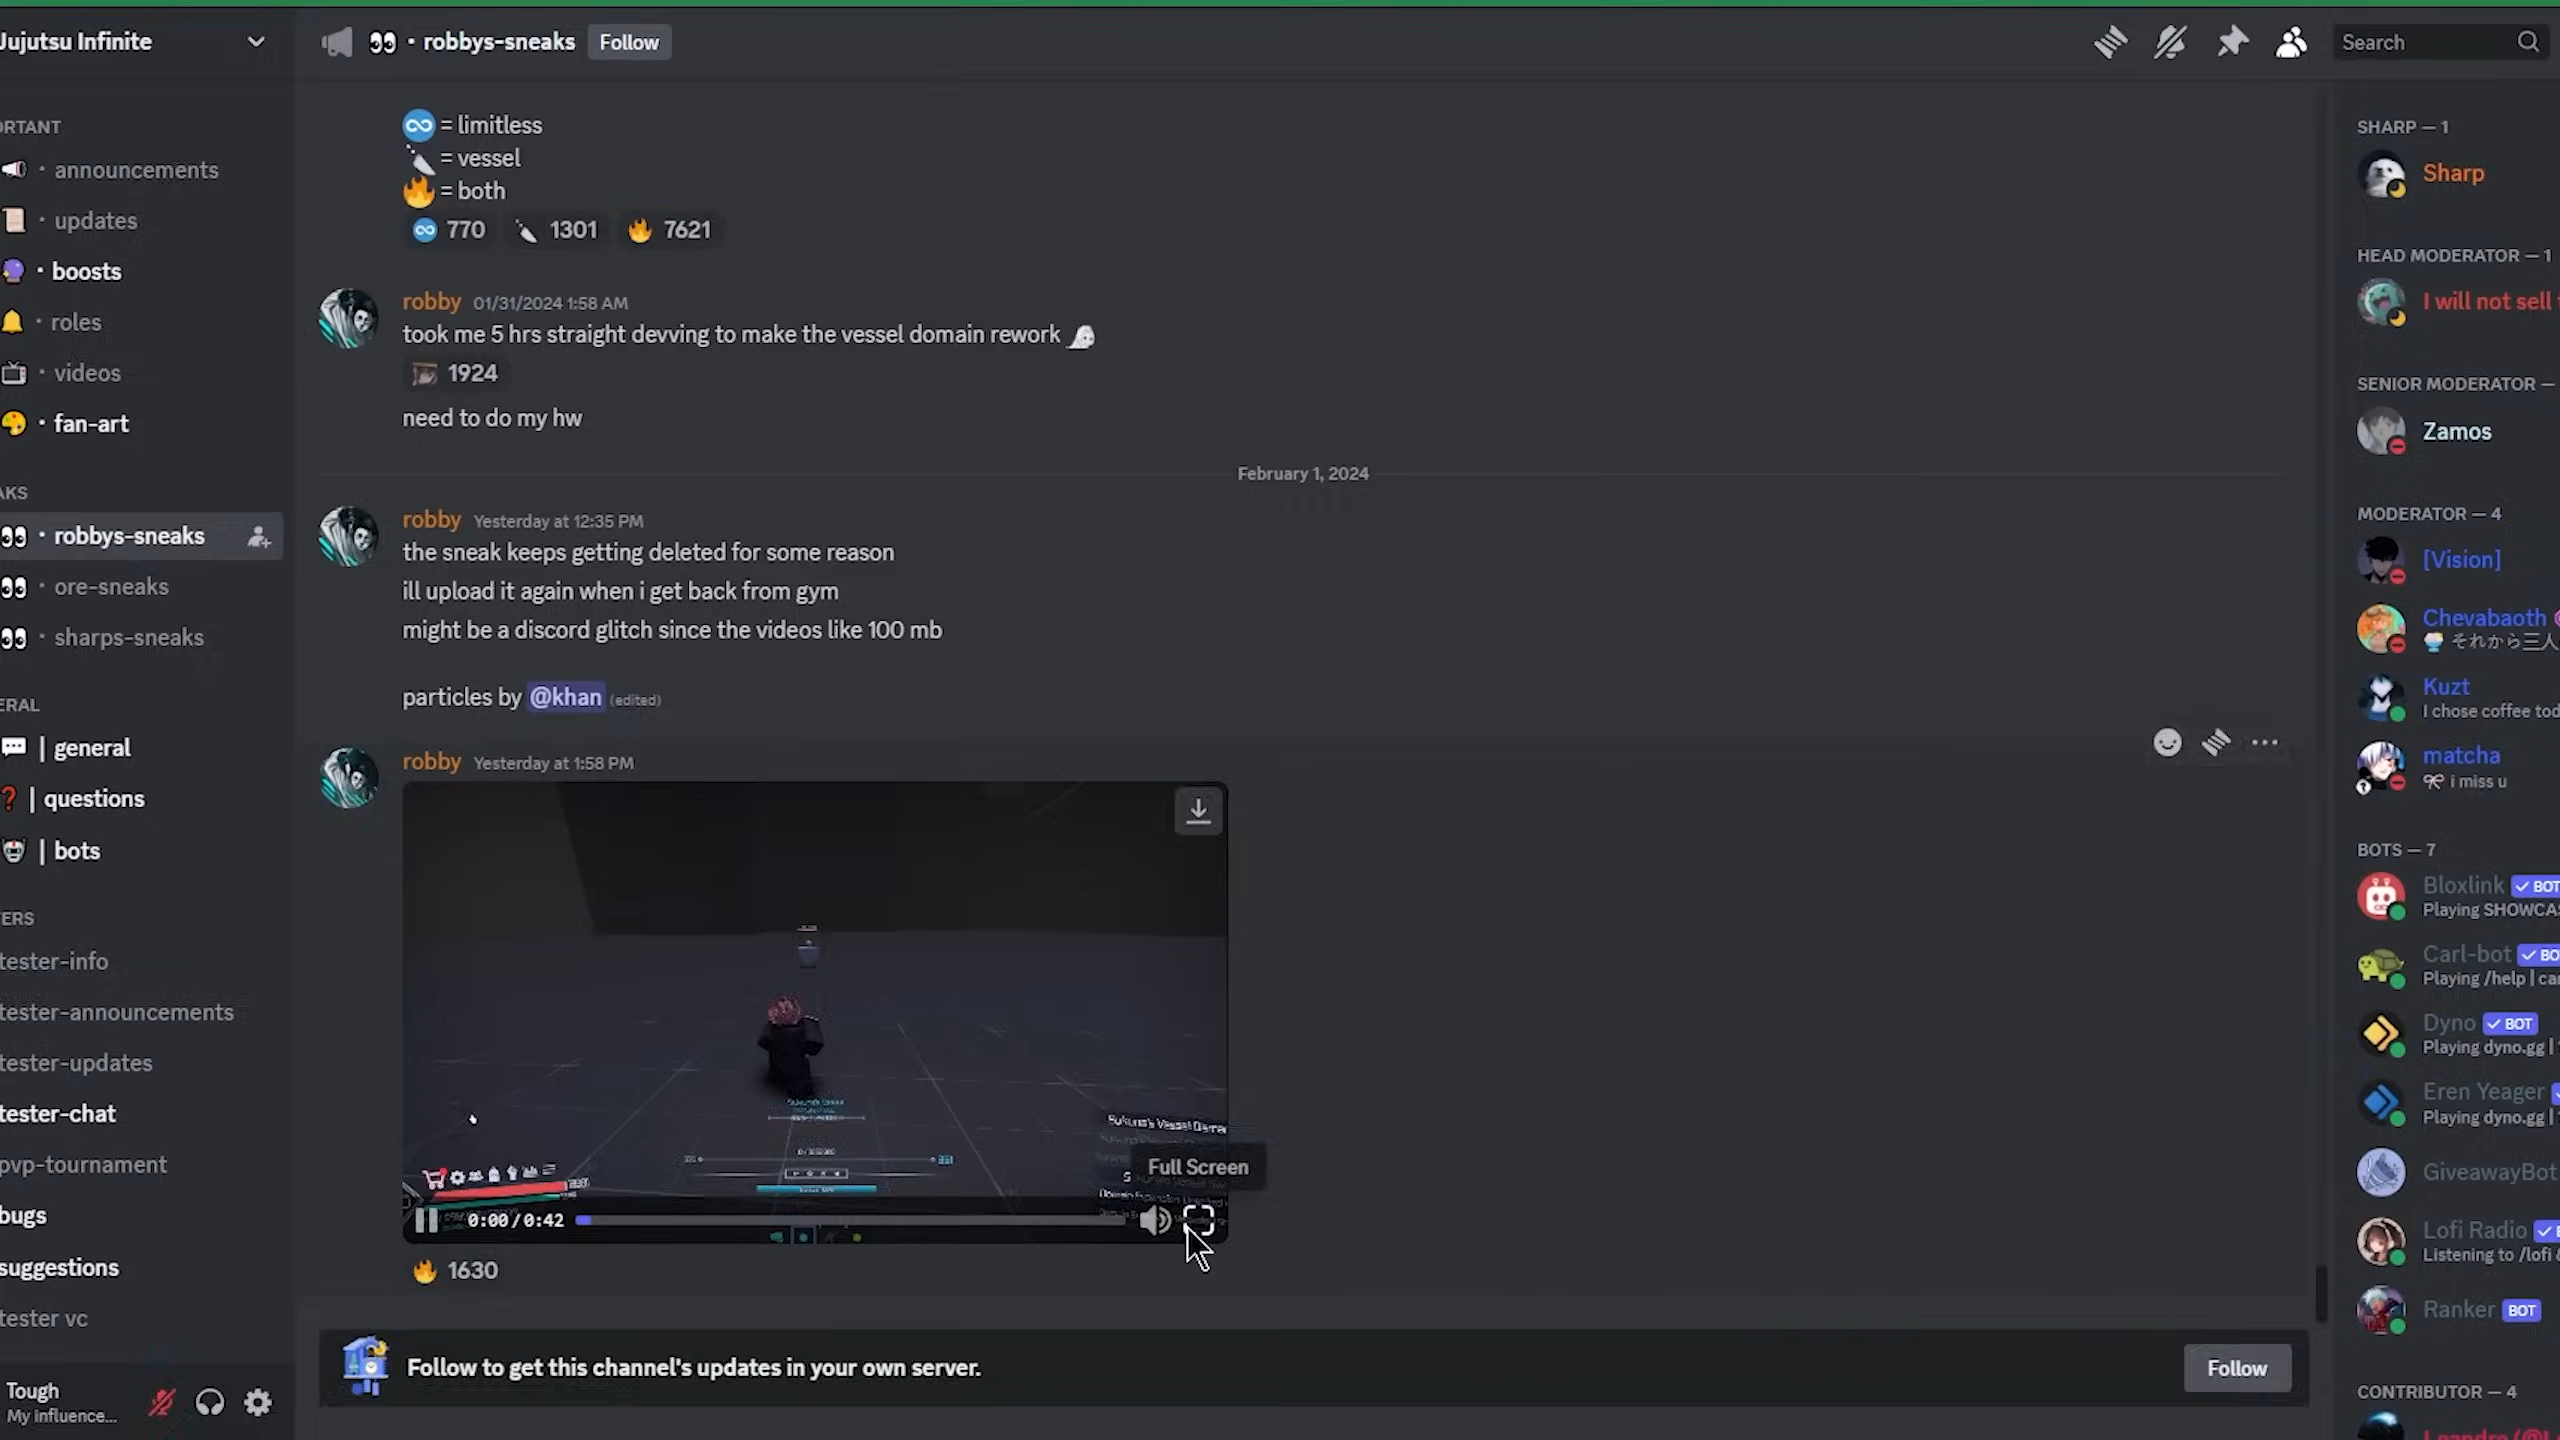 Jujutsu Infinite
ORTANT
· announcements
· updates
· boosts
· roles
· videos
· fan-art
AKS
· robbys-sneaks
· ore-sneaks
· sharps-sneaks
ERAL
| general
| questions
| bots
ERS
tester-info
tester-announcements
tester-updates
tester-chat
pvp-tournament
bugs
suggestions
tester vc
Tough
My influence...
· robbys-sneaks Follow
Search
= limitless
= vessel
= both
770 1301 7621
robby 01/31/2024 1:58 AM
took me 5 hrs straight devving to make the vessel domain rework
1924
need to do my hw
February 1, 2024
robby Yesterday at 12:35 PM
the sneak keeps getting deleted for some reason
ill upload it again when i get back from gym
might be a discord glitch since the videos like 100 mb
particles by @khan (edited)
robby Yesterday at 1:58 PM
Sukuna's Vessel
Full Screen
0:00/0:42
1630
Follow to get this channel's updates in your own server.
Follow
SHARP — 1
Sharp
HEAD MODERATOR — 1
I will not sell
SENIOR MODERATOR —
Zamos
MODERATOR — 4
[Vision]
Chevabaoth
それから三人
Kuzt
I chose coffee tod
matcha
i miss u
BOTS — 7
Bloxlink BOT
Playing SHOWCAS
Carl-bot BO
Playing /help | car
Dyno BOT
Playing dyno.gg |
Eren Yeager
Playing dyno.gg |
GiveawayBot
Lofi Radio
Listening to /lofi
Ranker BOT
CONTRIBUTOR — 4